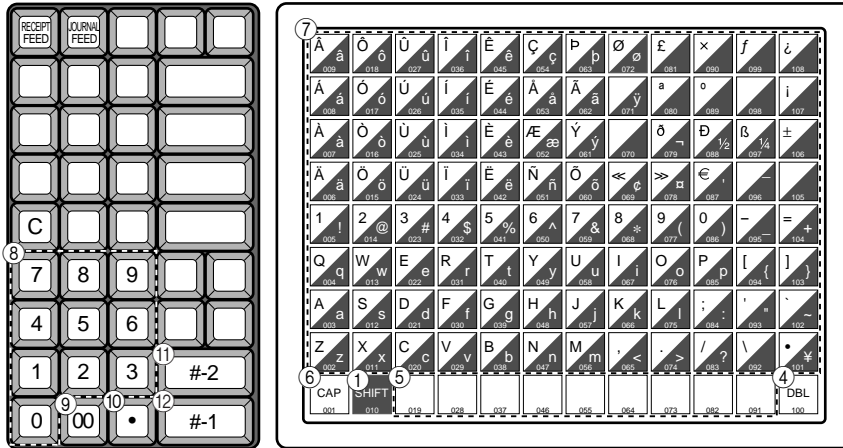 RECEIPT FEED JOURNAL FEED
C
⑧
7 8 9
4 5 6 ⑪
1 2 3 #-2
⑨ ⑩ ⑫
0 00 • #-1
⑦
Â â 009 Ô ô 018 Û û 027 Î î 036 Ê ê 045 Ç ç 054 Þ þ 063 Ø ø 072 £ 081 × 090 ƒ 099 ¿ 108
Á á 008 Ó ó 017 Ú ú 026 Í í 035 É é 044 Å å 053 Ã ã 062 ÿ 071 ª 080 º 089 098 ¡ 107
À à 007 Ò ò 016 Ù ù 025 Ì ì 034 È è 043 Æ æ 052 Ý ý 061 070 ð ¬ 079 Ð ½ 088 ß ¼ 097 ± 106
Ä ä 006 Ö ö 015 Ü ü 024 Ï ï 033 Ë ë 042 Ñ ñ 051 Õ õ 060 ≪ ¢ 069 ≫ ¤ 078 € ' 087 ¯ 096 105
1 ! 005 2 @ 014 3 # 023 4 $ 032 5 % 041 6 ^ 050 7 & 059 8 * 068 9 ( 077 0 ) 086 – _ 095 = + 104
Q q 004 W w 013 E e 022 R r 031 T t 040 Y y 049 U u 058 I i 067 O o 076 P p 085 [ { 094 ] } 103
A a 003 S s 012 D d 021 F f 030 G g 039 H h 048 J j 057 K k 066 L l 075 ; : 084 ' " 093 ` ~ 102
Z z 002 X x 011 C c 020 V v 029 B b 038 N n 047 M m 056 , < 065 . > 074 / ? 083 \ 092 • ¥ 101
⑥ ① ⑤ ④
CAP 001 SHIFT 010 019 028 037 046 055 064 073 082 091 DBL 100